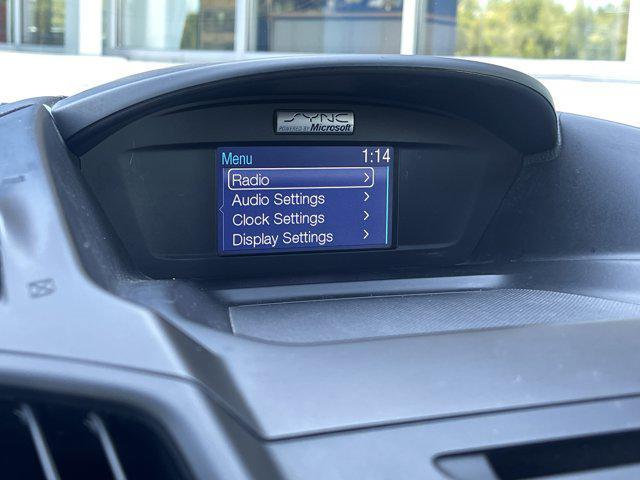 SYNC
POWERED BY Microsoft
Menu 1:14
Radio >
Audio Settings >
Clock Settings >
Display Settings >